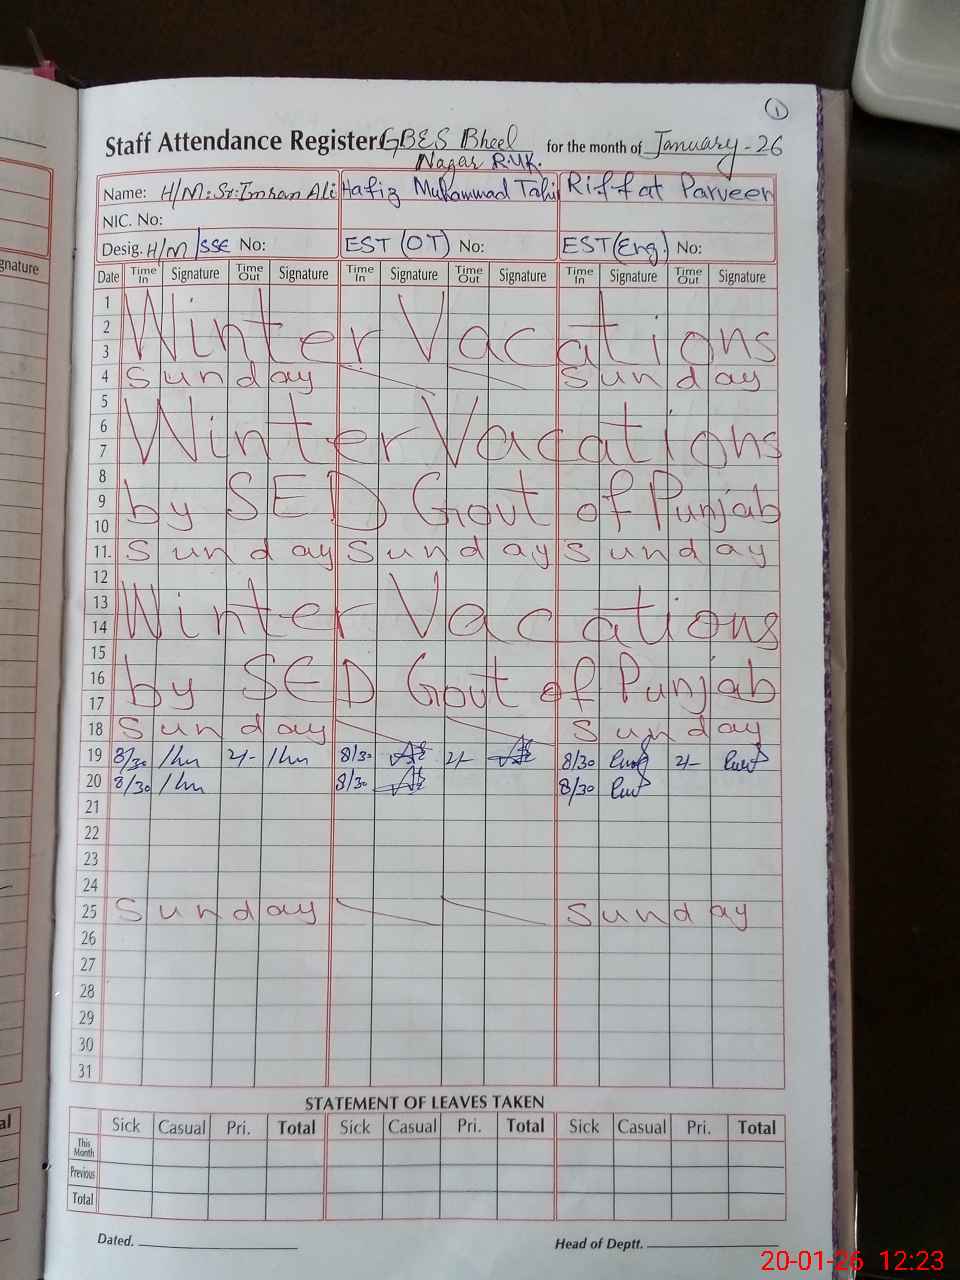 1
Staff Attendance Register GBES Bheel Nagar R.Y.K. for the month of January-26
Name: H/M: Sr: Imran Ali Hafiz Muhammad Tahir Riffat Parveen
NIC. No:
Desig. H/M/SSE No: EST (OT) No: EST (Eng.) No:
Date Time In Signature Time Out Signature Time In Signature Time Out Signature Time In Signature Time Out Signature
1
2 Winter Vacations
3
4 Sunday Sunday
5
6 Winter Vacations
7
8
9 by SED Govt of Punjab
10
11. Sunday Sunday Sunday
12
13 Winter Vacations
14
15
16 by SED Govt of Punjab
17
18 Sunday Sunday
19 8/30 2/- 8/30 2/- 8/30 2/-
20 8/30 8/30 8/30
21
22
23
24
25 Sunday Sunday
26
27
28
29
30
31
STATEMENT OF LEAVES TAKEN
Sick Casual Pri. Total Sick Casual Pri. Total Sick Casual Pri. Total
This Month
Previous
Total
Dated. Head of Deptt.
20-01-26 12:23
gnature
al